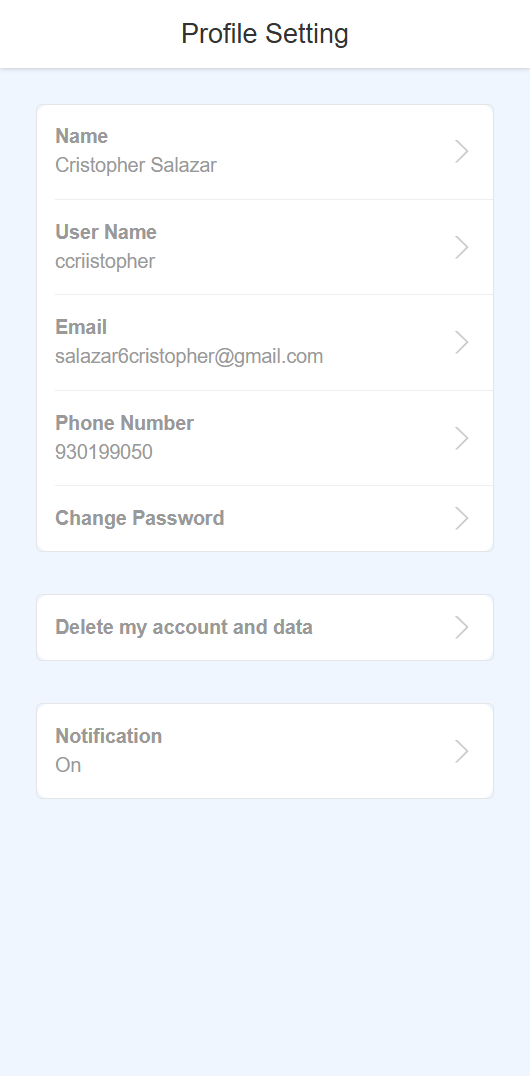 Profile Setting
Name
Cristopher Salazar
User Name
ccriistopher
Email
salazar6cristopher@gmail.com
Phone Number
930199050
Change Password
Delete my account and data
Notification
On